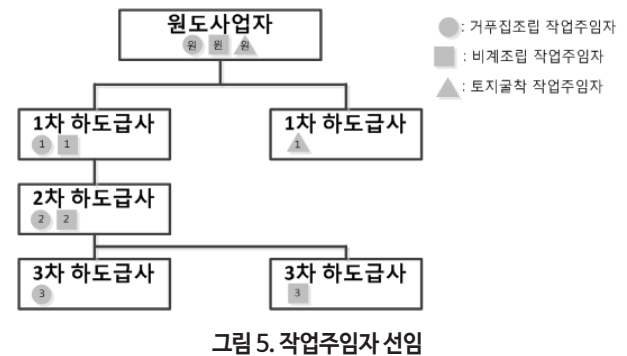 원도사업자
원 원 원
: 거푸집조립 작업주임자
: 비계조립 작업주임자
: 토지굴착 작업주임자
1차 하도급사
1 1
1차 하도급사
1
2차 하도급사
2 2
3차 하도급사
3
3차 하도급사
3
그림 5. 작업주임자 선임